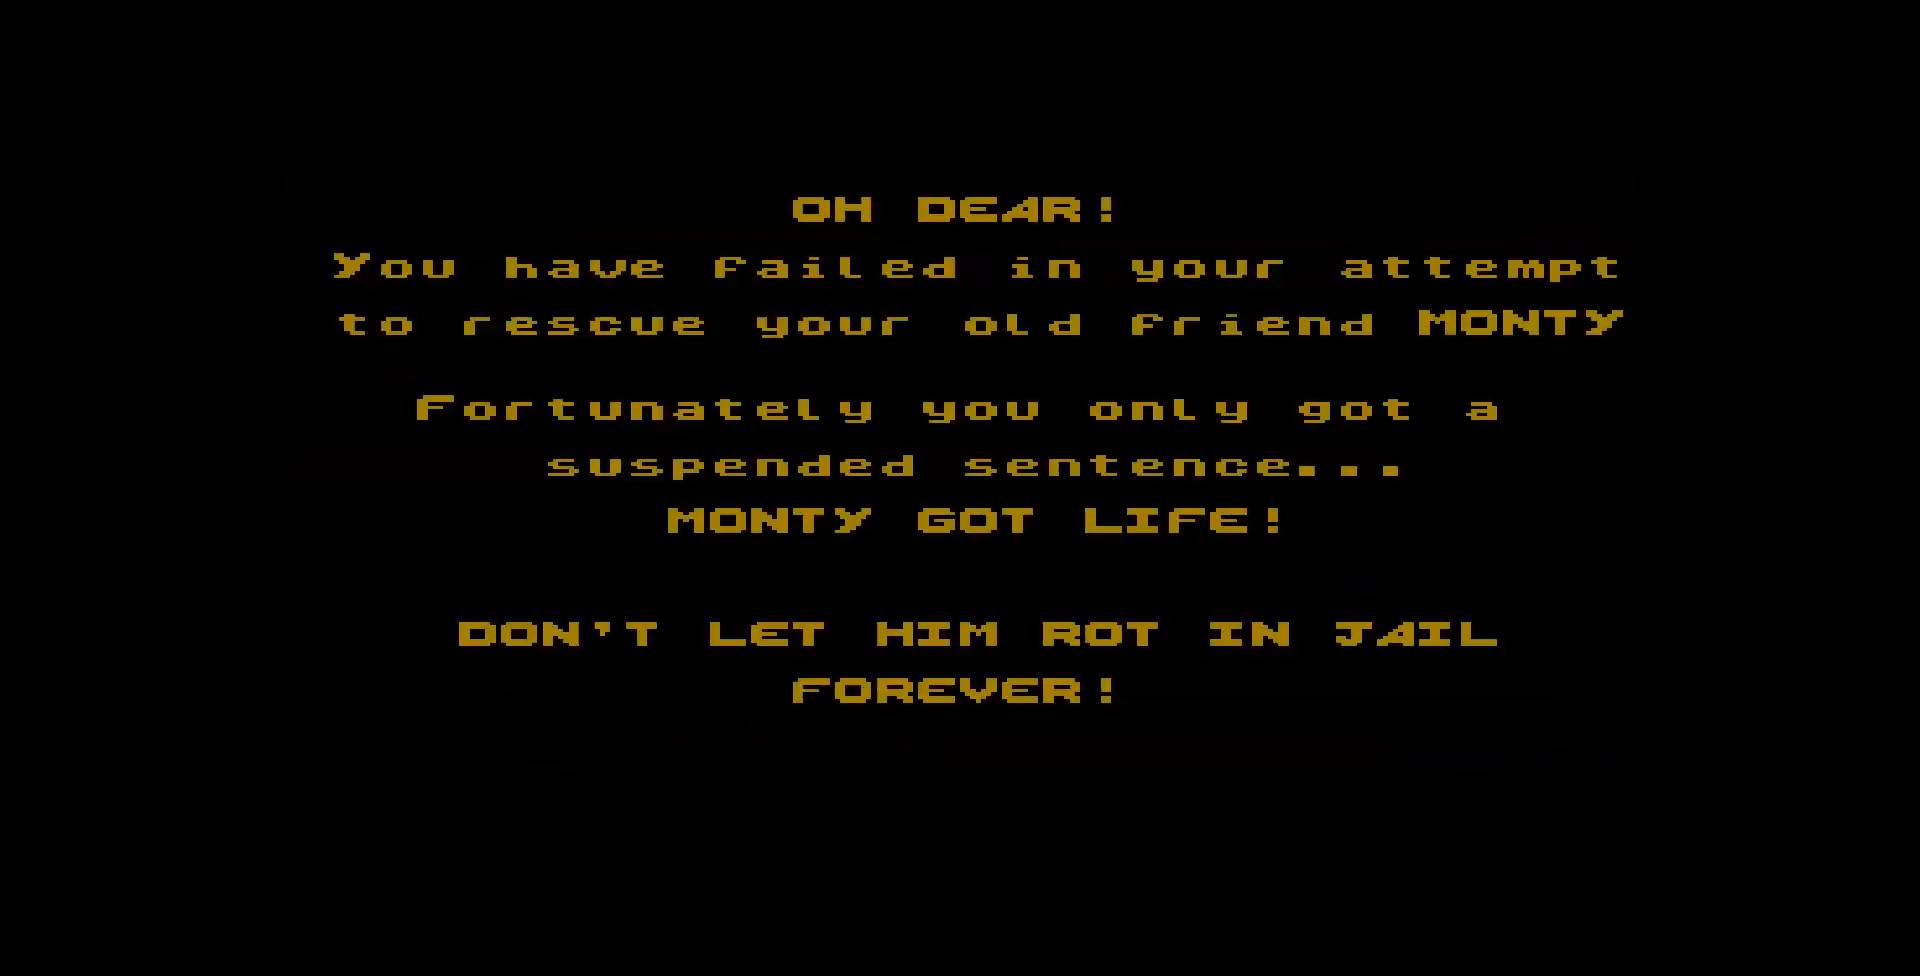 OH DEAR!
You have failed in your attempt
to rescue your old friend MONTY
Fortunately you only got a
suspended sentence...
MONTY GOT LIFE!
DON'T LET HIM ROT IN JAIL
FOREVER!